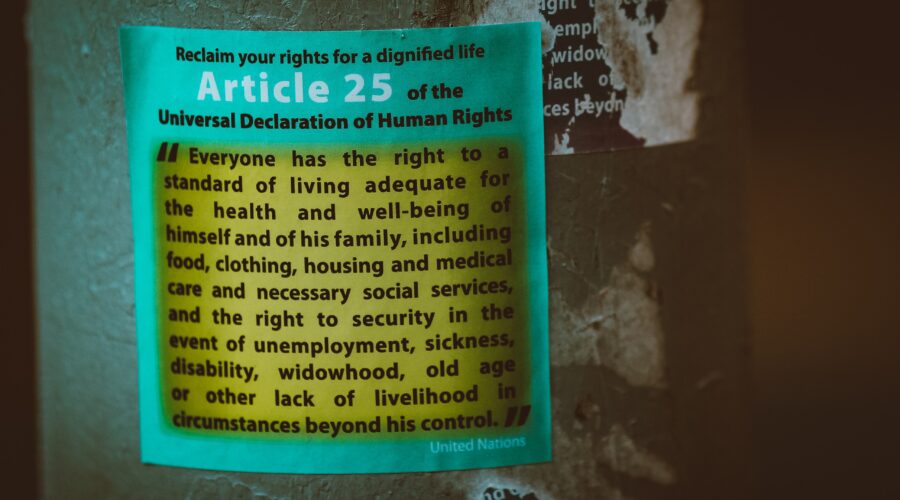 Reclaim your rights for a dignified life
Article 25 of the
Universal Declaration of Human Rights
" Everyone has the right to a
standard of living adequate for
the health and well-being of
himself and of his family, including
food, clothing, housing and medical
care and necessary social services,
and the right to security in the
event of unemployment, sickness,
disability, widowhood, old age
or other lack of livelihood in
circumstances beyond his control. "
United Nations
widow
lack of